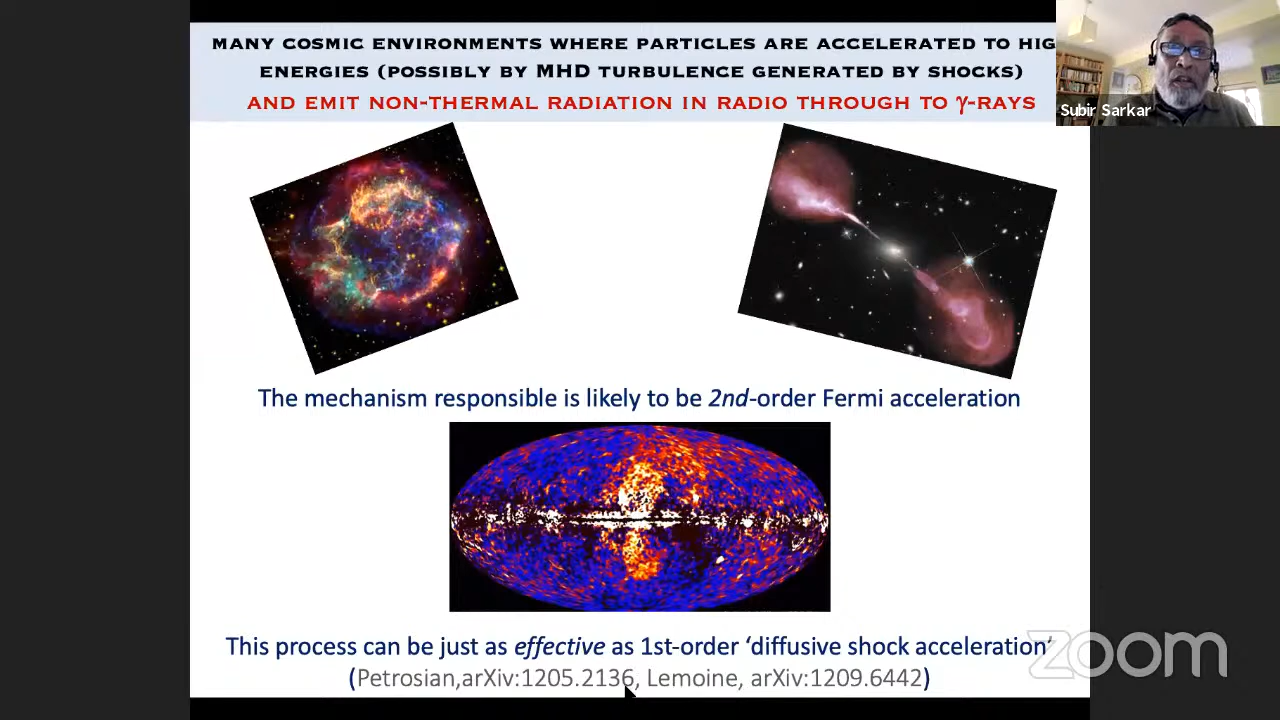 MANY COSMIC ENVIRONMENTS WHERE PARTICLES ARE ACCELERATED TO HIG
ENERGIES (POSSIBLY BY MHD TURBULENCE GENERATED BY SHOCKS)
AND EMIT NON-THERMAL RADIATION IN RADIO THROUGH TO γ-RAYS
Subir Sarkar
The mechanism responsible is likely to be 2nd-order Fermi acceleration
This process can be just as effective as 1st-order ‘diffusive shock acceleration’
(Petrosian,arXiv:1205.2136, Lemoine, arXiv:1209.6442)
zoom